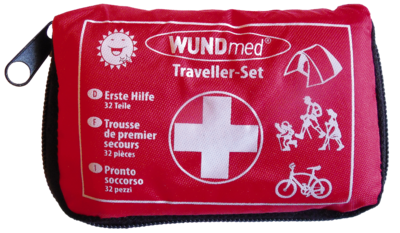 WUNDmed®
Traveller-Set
D Erste Hilfe
32 Teile
F Trousse
de premier
secours
32 pièces
I Pronto
soccorso
32 pezzi